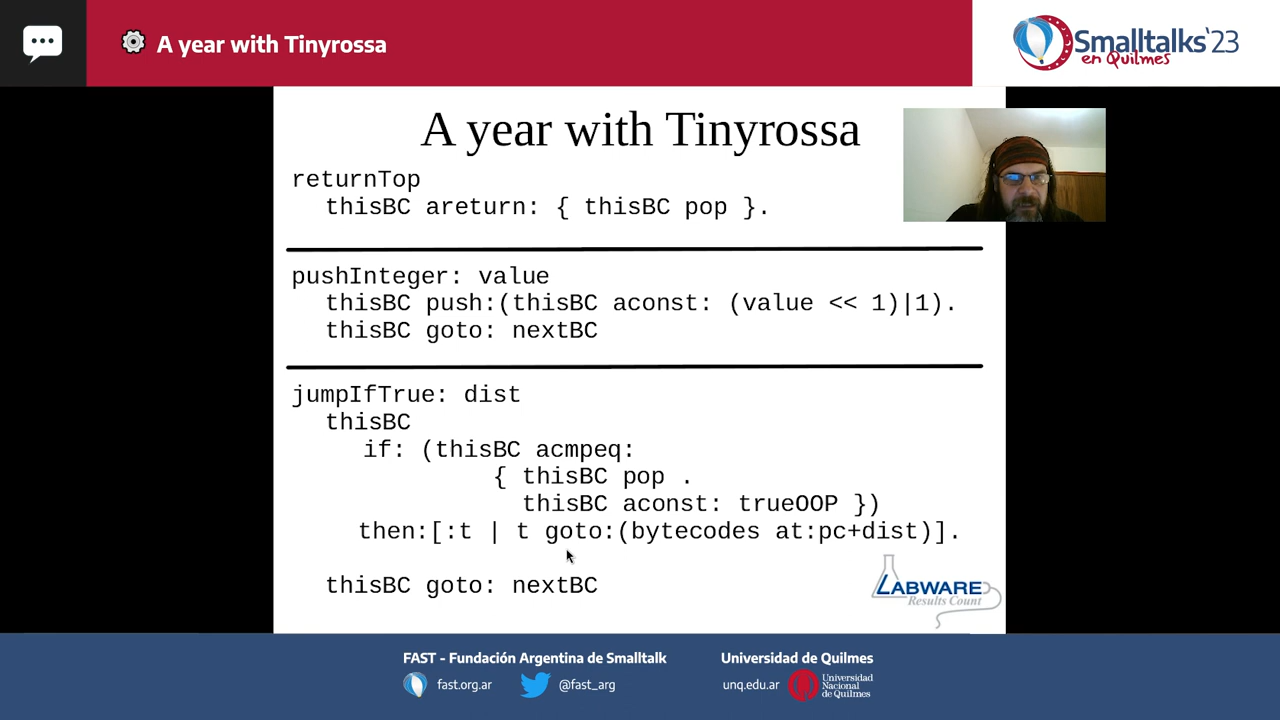 A year with Tinyrossa
Smalltalks'23
en Quilmes
A year with Tinyrossa
returnTop
thisBC areturn: { thisBC pop }.
pushInteger: value
thisBC push:(thisBC aconst: (value << 1)|1).
thisBC goto: nextBC
jumpIfTrue: dist
thisBC
if: (thisBC acmpeq:
{ thisBC pop .
thisBC aconst: trueOOP })
then:[:t | t goto:(bytecodes at:pc+dist)].
thisBC goto: nextBC
LABWARE
Results Count
FAST - Fundación Argentina de Smalltalk
fast.org.ar
@fast_arg
Universidad de Quilmes
unq.edu.ar
Universidad
Nacional
de Quilmes